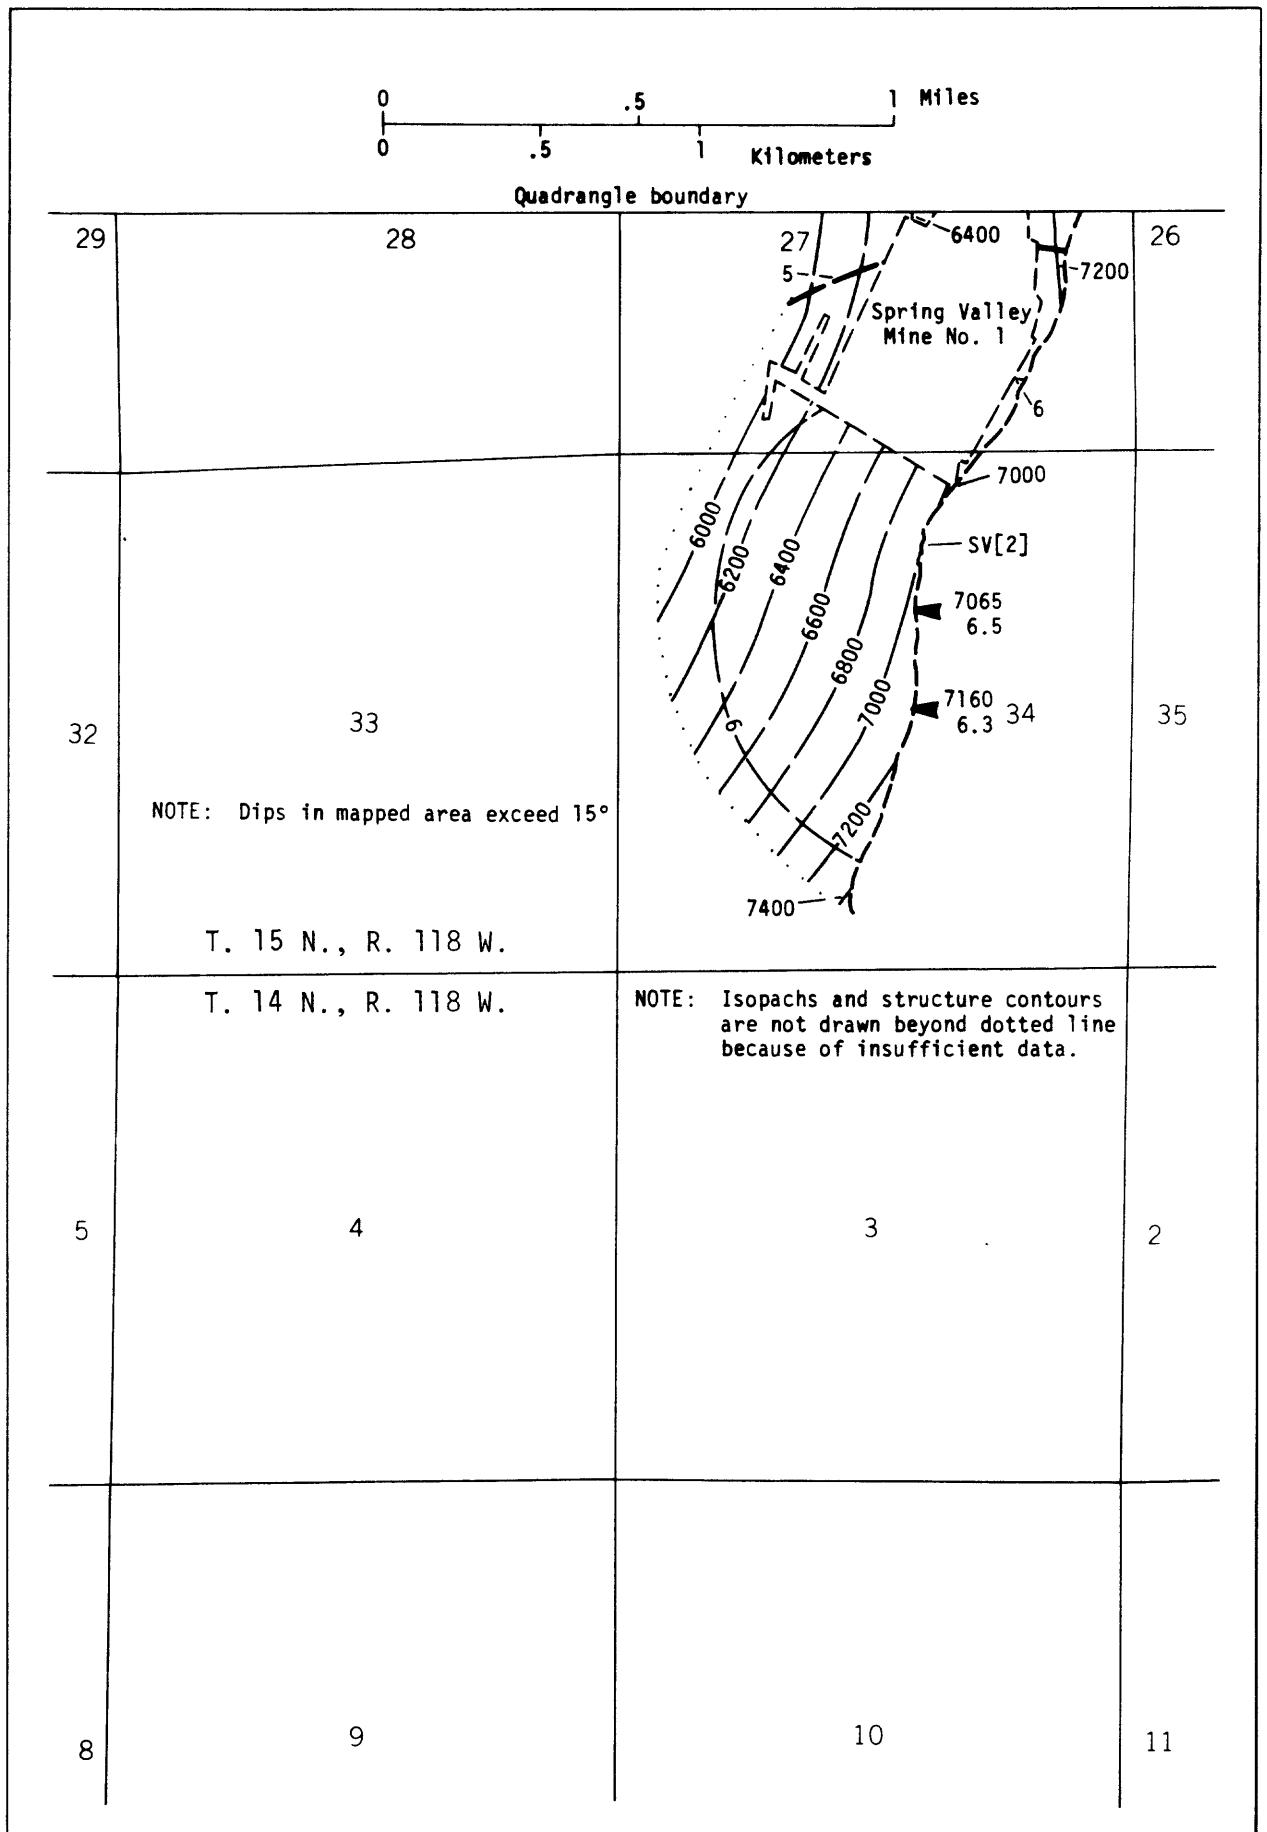 0 .5 1 Miles
0 .5 1 Kilometers
Quadrangle boundary
29
28
27
6400
26
5
7200
Spring Valley
Mine No. 1
6
7000
6000
6200
6400
SV[2]
6600
7065
6.5
6800
7000
7160
6.3
34
35
32
33
6
NOTE: Dips in mapped area exceed 15°
7200
7400
T. 15 N., R. 118 W.
T. 14 N., R. 118 W.
NOTE: Isopachs and structure contours
are not drawn beyond dotted line
because of insufficient data.
5
4
3
2
8
9
10
11